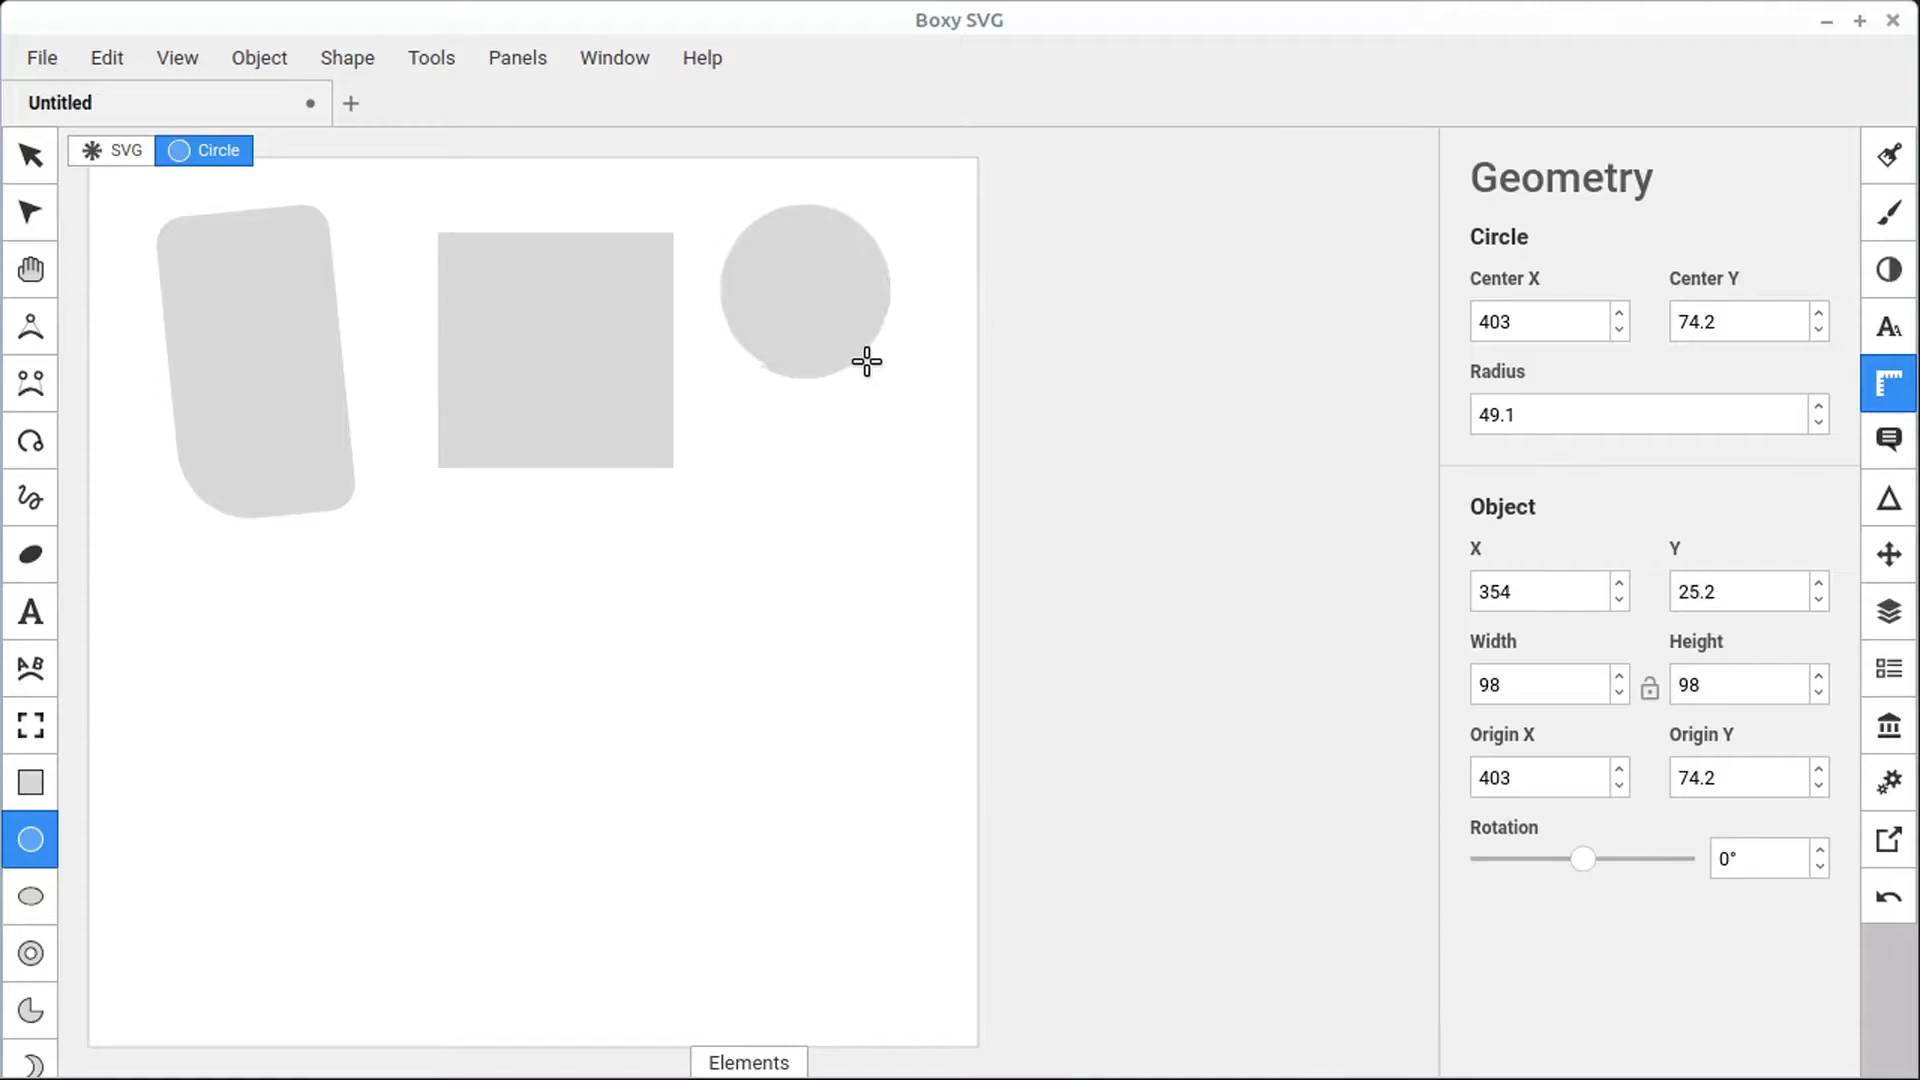 Boxy SVG
File Edit View Object Shape Tools Panels Window Help
Untitled
SVG Circle
Geometry
Circle
Center X Center Y
403 74.2
Radius
49.1
Object
X Y
354 25.2
Width Height
98 98
Origin X Origin Y
403 74.2
Rotation
0°
Elements